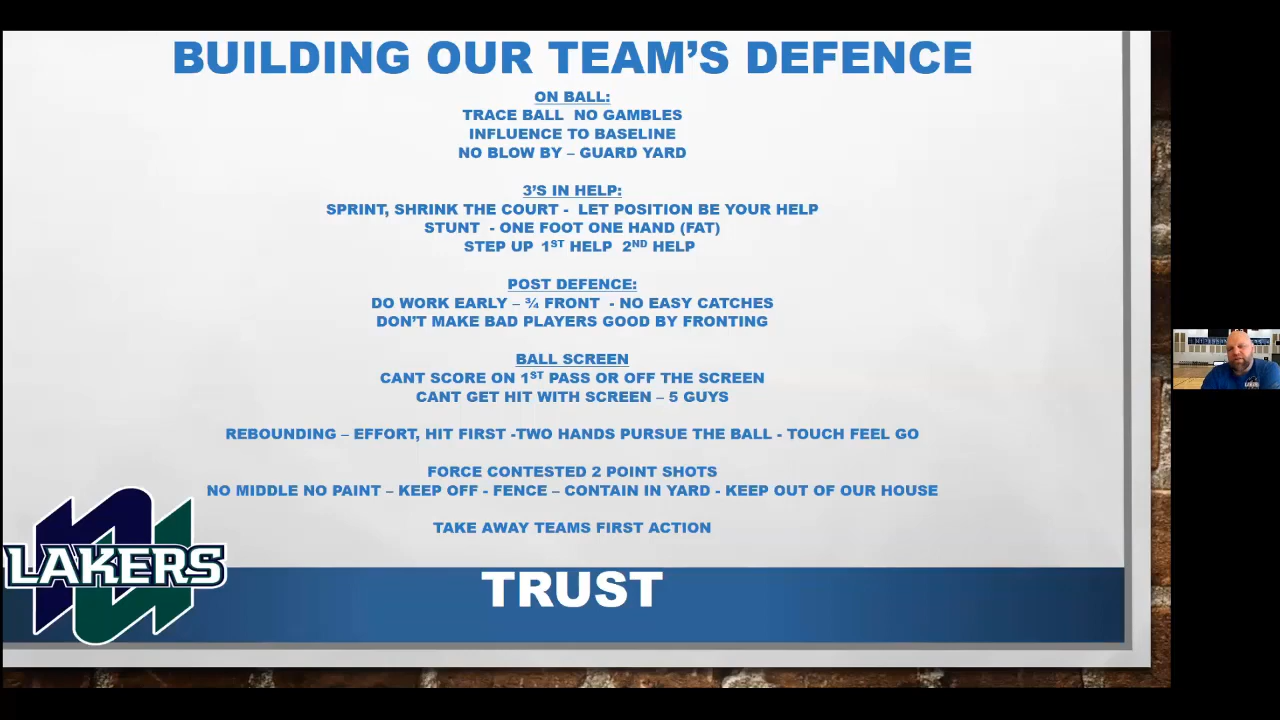 BUILDING OUR TEAM'S DEFENCE
ON BALL:
TRACE BALL  NO GAMBLES
INFLUENCE TO BASELINE
NO BLOW BY – GUARD YARD
3'S IN HELP:
SPRINT, SHRINK THE COURT -  LET POSITION BE YOUR HELP
STUNT  - ONE FOOT ONE HAND (FAT)
STEP UP  1ST HELP  2ND HELP
POST DEFENCE:
DO WORK EARLY – ¾ FRONT  - NO EASY CATCHES
DON'T MAKE BAD PLAYERS GOOD BY FRONTING
BALL SCREEN
CANT SCORE ON 1ST PASS OR OFF THE SCREEN
CANT GET HIT WITH SCREEN – 5 GUYS
REBOUNDING – EFFORT, HIT FIRST -TWO HANDS PURSUE THE BALL - TOUCH FEEL GO
FORCE CONTESTED 2 POINT SHOTS
NO MIDDLE NO PAINT – KEEP OFF - FENCE – CONTAIN IN YARD - KEEP OUT OF OUR HOUSE
TAKE AWAY TEAMS FIRST ACTION
LAKERS
TRUST